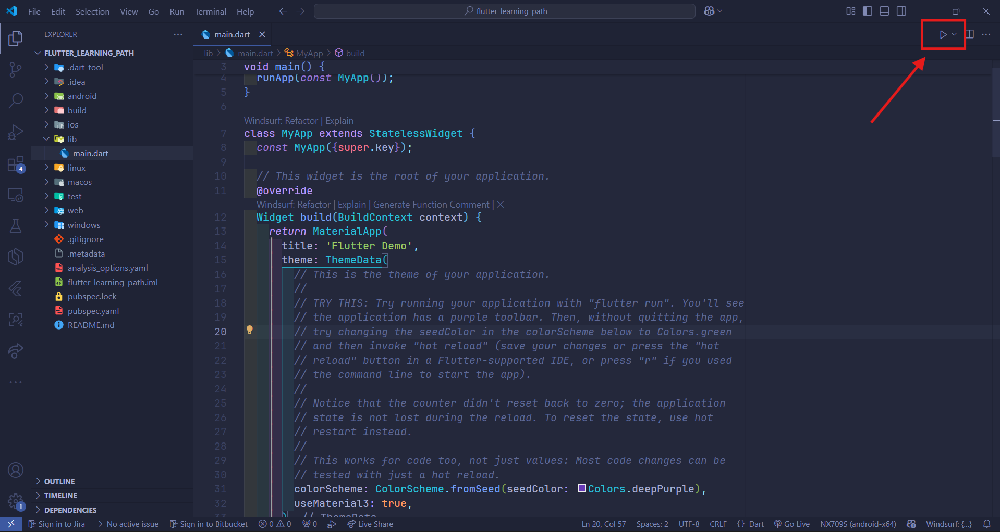 File Edit Selection View Go Run Terminal Help
flutter_learning_path
EXPLORER
FLUTTER_LEARNING_PATH
.dart_tool
.idea
android
build
ios
lib
main.dart
linux
macos
test
web
windows
.gitignore
.metadata
analysis_options.yaml
flutter_learning_path.iml
pubspec.lock
pubspec.yaml
README.md
OUTLINE
TIMELINE
DEPENDENCIES
4
1
main.dart
lib > main.dart > MyApp > build
3 void main() {
4 runApp(const MyApp());
5 }
6
Windsurf: Refactor | Explain
7 class MyApp extends StatelessWidget {
8 const MyApp({super.key});
9
10 // This widget is the root of your application.
11 @override
Windsurf: Refactor | Explain | Generate Function Comment | ×
12 Widget build(BuildContext context) {
13 return MaterialApp(
14 title: 'Flutter Demo',
15 theme: ThemeData(
16 // This is the theme of your application.
17 //
18 // TRY THIS: Try running your application with "flutter run". You'll see
19 // the application has a purple toolbar. Then, without quitting the app,
20 // try changing the seedColor in the colorScheme below to Colors.green
21 // and then invoke "hot reload" (save your changes or press the "hot
22 // reload" button in a Flutter-supported IDE, or press "r" if you used
23 // the command line to start the app).
24 //
25 // Notice that the counter didn't reset back to zero; the application
26 // state is not lost during the reload. To reset the state, use hot
27 // restart instead.
28 //
29 // This works for code too, not just values: Most code changes can be
30 // tested with just a hot reload.
31 colorScheme: ColorScheme.fromSeed(seedColor: Colors.deepPurple),
32 useMaterial3: true,
33 ), // ThemeData
Sign in to Jira No active issue Sign in to Bitbucket 0 0 0 Live Share Ln 20, Col 57 Spaces: 2 UTF-8 CRLF {} Dart Go Live NX709S (android-x64) Windsurf: {...}